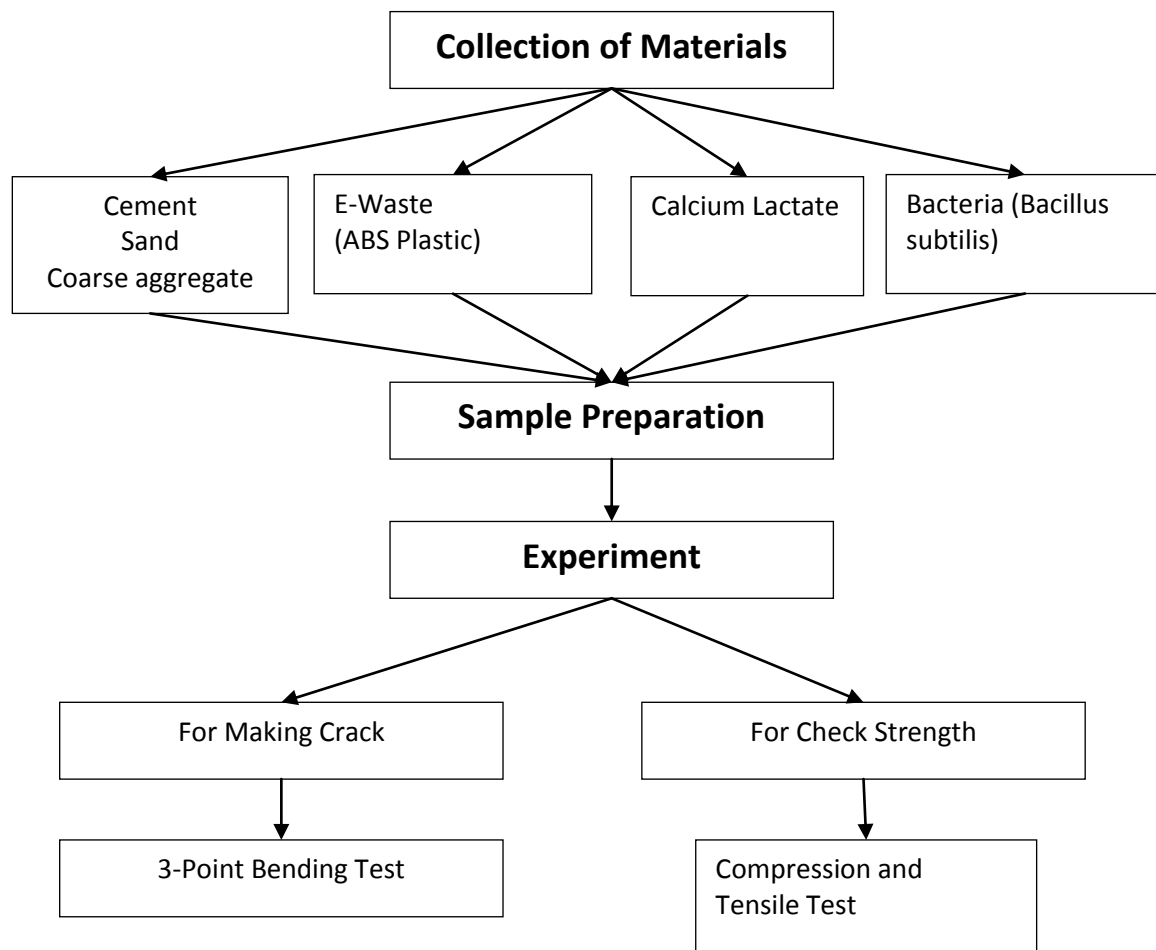 Collection of Materials
Cement
Sand
Coarse aggregate
E-Waste
(ABS Plastic)
Calcium Lactate
Bacteria (Bacillus
subtilis)
Sample Preparation
Experiment
For Making Crack
For Check Strength
3-Point Bending Test
Compression and
Tensile Test